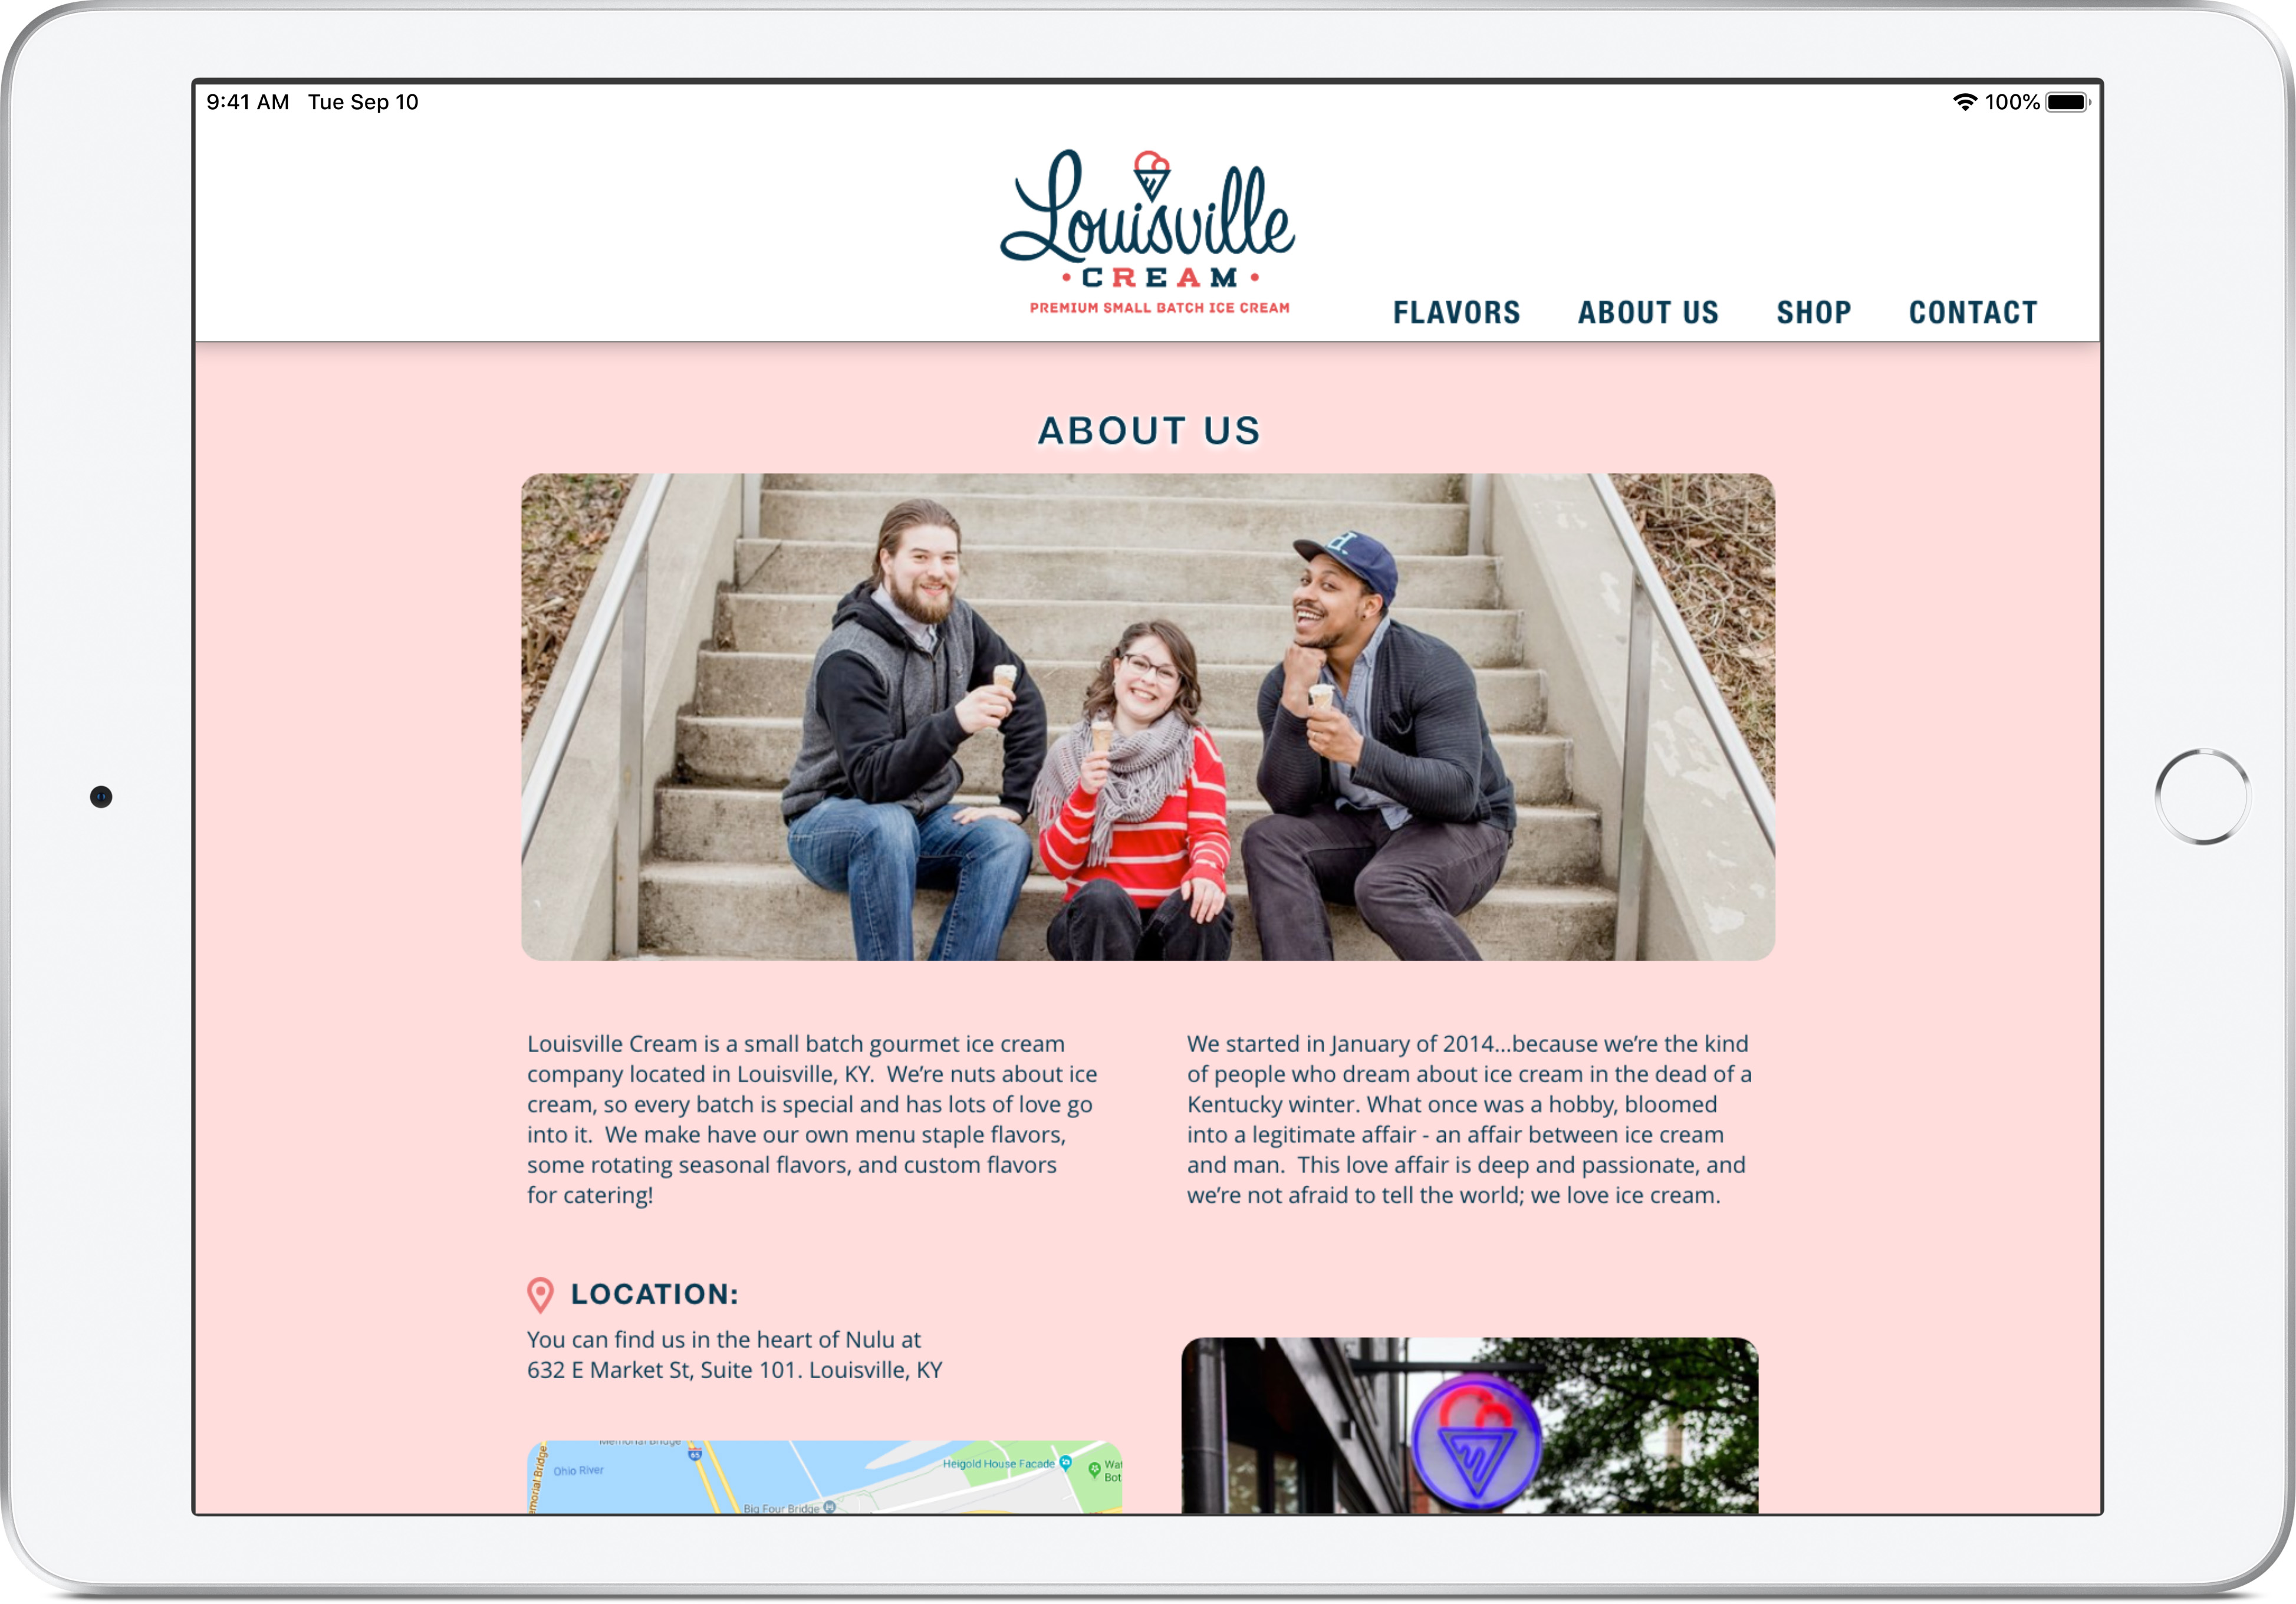 9:41 AM Tue Sep 10
100%
Louisville
• CREAM •
PREMIUM SMALL BATCH ICE CREAM
FLAVORS ABOUT US SHOP CONTACT
ABOUT US
Louisville Cream is a small batch gourmet ice cream
company located in Louisville, KY.  We’re nuts about ice
cream, so every batch is special and has lots of love go
into it.  We make have our own menu staple flavors,
some rotating seasonal flavors, and custom flavors
for catering!
We started in January of 2014...because we’re the kind
of people who dream about ice cream in the dead of a
Kentucky winter. What once was a hobby, bloomed
into a legitimate affair - an affair between ice cream
and man.  This love affair is deep and passionate, and
we’re not afraid to tell the world; we love ice cream.
LOCATION:
You can find us in the heart of Nulu at
632 E Market St, Suite 101. Louisville, KY
Memorial Bridge
65
Ohio River
Heigold House Facade
Wat
Bot
morial Bridge
Big Four Bridge